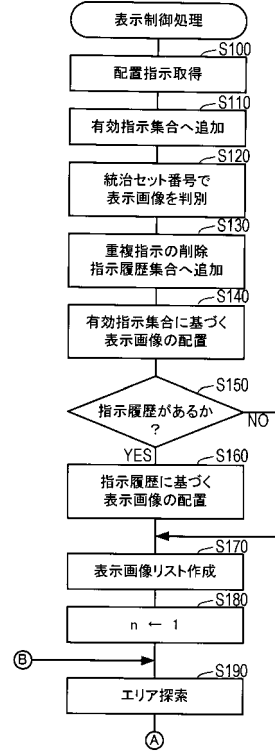 表示制御処理
S100
配置指示取得
S110
有効指示集合へ追加
S120
統治セット番号で
表示画像を判別
S130
重複指示の削除
指示履歴集合へ追加
S140
有効指示集合に基づく
表示画像の配置
S150
指示履歴があるか
?
NO
YES
S160
指示履歴に基づく
表示画像の配置
S170
表示画像リスト作成
S180
n ← 1
B
S190
エリア探索
A